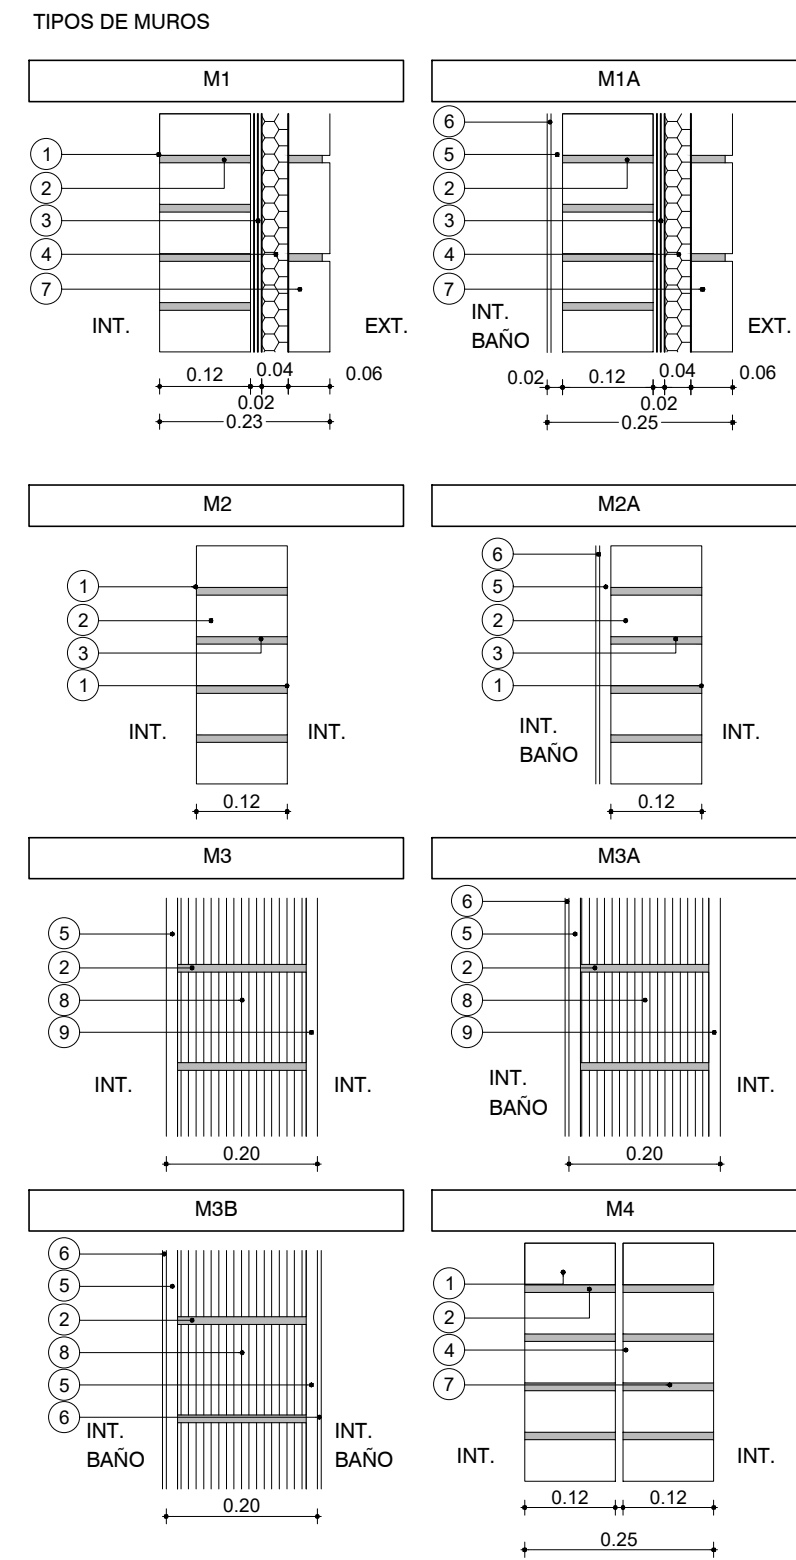 TIPOS DE MUROS
M1
1
2
3
4
7
INT.
EXT.
0.12
0.04
0.06
0.02
0.23
M1A
6
5
2
3
4
7
INT.
BAÑO
EXT.
0.02
0.12
0.04
0.06
0.02
0.25
M2
1
2
3
1
INT.
INT.
0.12
M2A
6
5
2
3
1
INT.
BAÑO
INT.
0.12
M3
5
2
8
9
INT.
INT.
0.20
M3A
6
5
2
8
9
INT.
BAÑO
INT.
0.20
M3B
6
5
2
8
5
6
INT.
BAÑO
INT.
BAÑO
0.20
M4
1
2
4
7
INT.
INT.
0.12
0.12
0.25